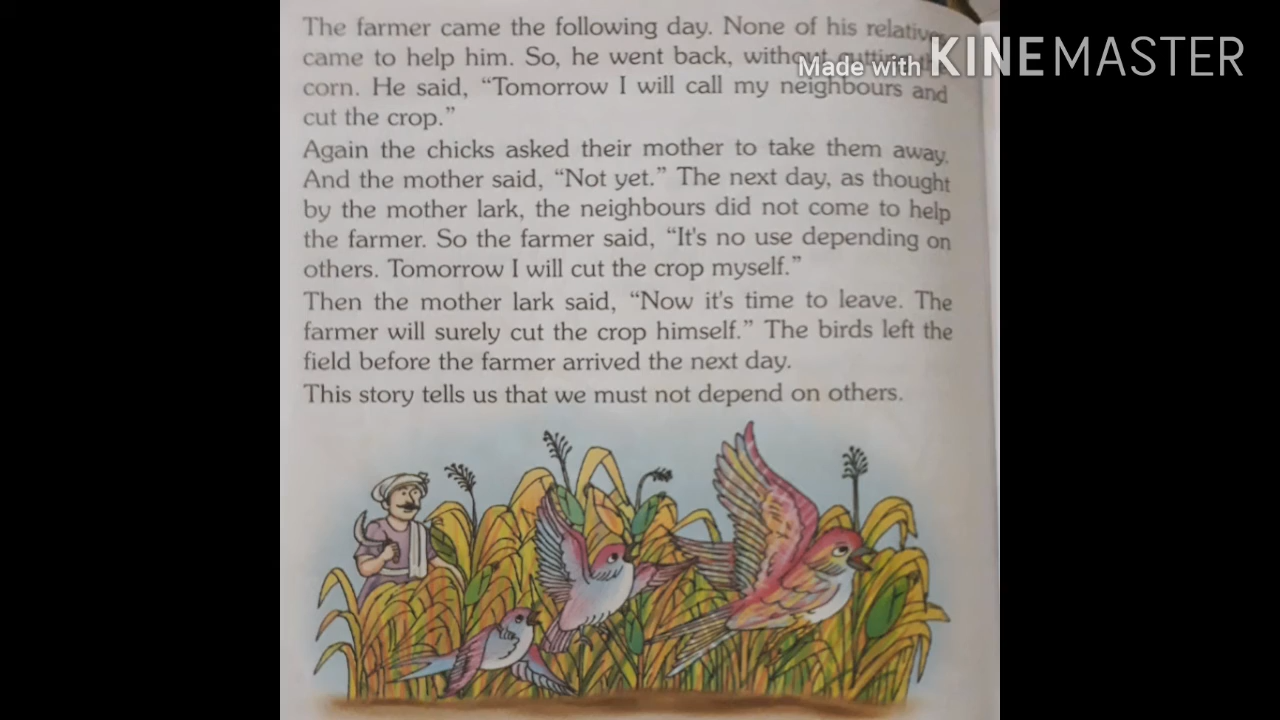 The farmer came the following day. None of his
came to help him. So, he went back, without
corn. He said, “Tomorrow I will call my neighbours and
cut the crop.”
Again the chicks asked their mother to take them away.
And the mother said, “Not yet.” The next day, as thought
by the mother lark, the neighbours did not come to help
the farmer. So the farmer said, “It's no use depending on
others. Tomorrow I will cut the crop myself.”
Then the mother lark said, “Now it's time to leave. The
farmer will surely cut the crop himself.” The birds left the
field before the farmer arrived the next day.
This story tells us that we must not depend on others.
Made with KINEMASTER